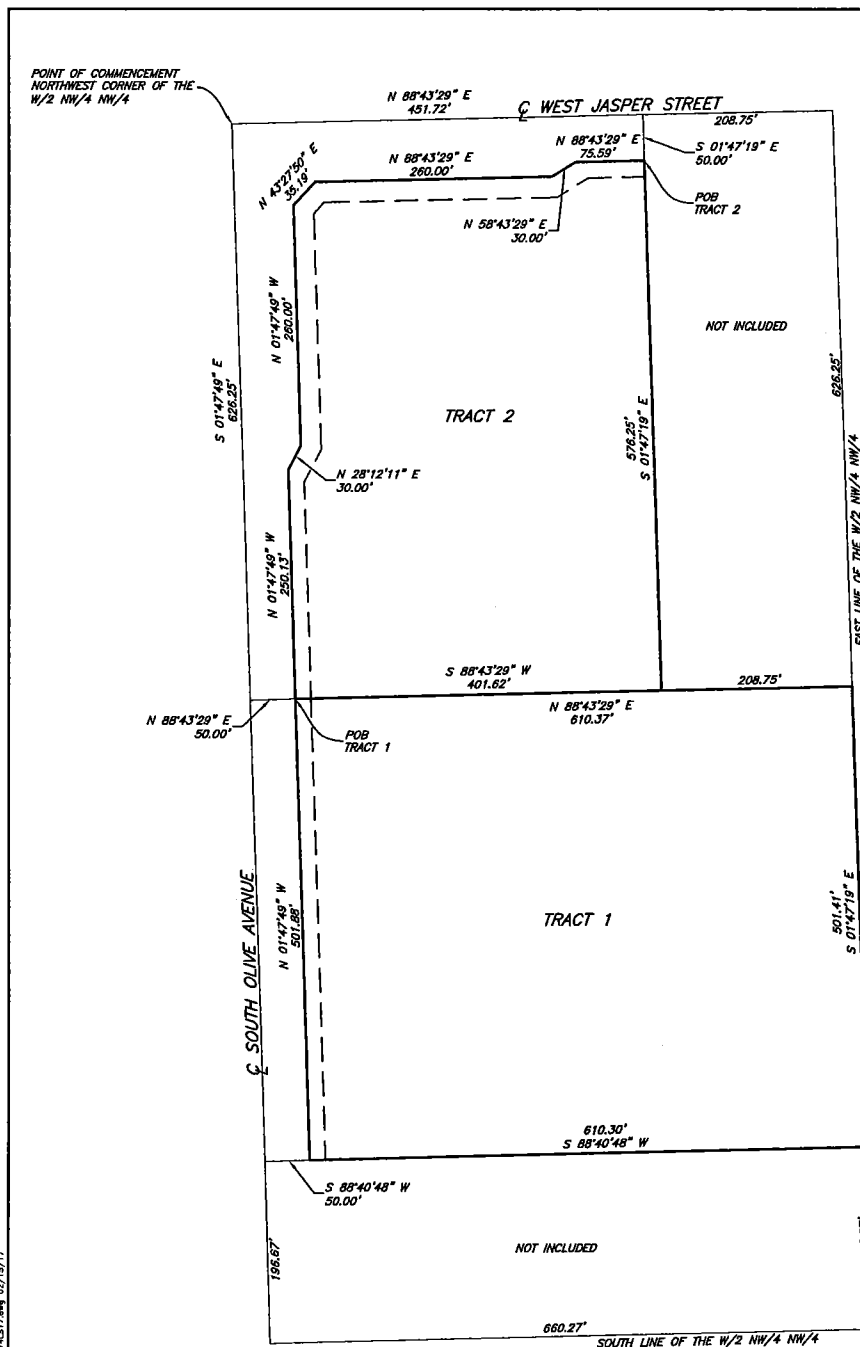 POINT OF COMMENCEMENT
NORTHWEST CORNER OF THE
W/2 NW/4 NW/4
N 88°43'29" E
451.72'
℄ WEST JASPER STREET
208.75'
N 88°43'29" E
75.59'
S 01°47'19" E
50.00'
N 88°43'29" E
260.00'
N 43°27'50" E
35.19'
POB
TRACT 2
N 58°43'29" E
30.00'
N 01°47'49" W
260.00'
NOT INCLUDED
S 01°47'49" E
626.25'
626.25'
TRACT 2
576.25'
S 01°47'19" E
N 28°12'11" E
30.00'
N 01°47'49" W
250.13'
EAST LINE OF THE W/2 NW/4 NW/4
S 88°43'29" W
401.62'
208.75'
N 88°43'29" E
50.00'
N 88°43'29" E
610.37'
POB
TRACT 1
℄ SOUTH OLIVE AVENUE
N 01°47'49" W
501.88'
TRACT 1
501.41'
S 01°47'19" E
610.30'
S 88°40'48" W
S 88°40'48" W
50.00'
196.67'
NOT INCLUDED
660.27'
SOUTH LINE OF THE W/2 NW/4 NW/4